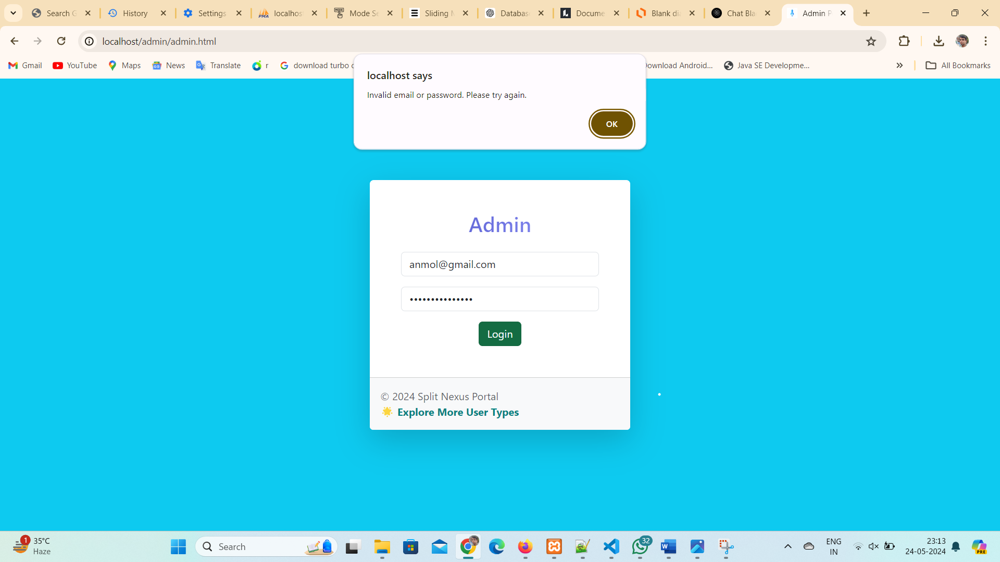 Search G
History
Settings
localhos
Mode Se
Sliding M
Databas
Docume
Blank dia
Chat Bla
Admin P
localhost/admin/admin.html
Gmail
YouTube
Maps
News
Translate
r
download turbo c
Download Android...
Java SE Developme...
All Bookmarks
localhost says
Invalid email or password. Please try again.
OK
Admin
anmol@gmail.com
•••••••••••••••
Login
© 2024 Split Nexus Portal
🌟 Explore More User Types
1
35°C
Haze
Search
32
ENG
IN
23:13
24-05-2024
PRE